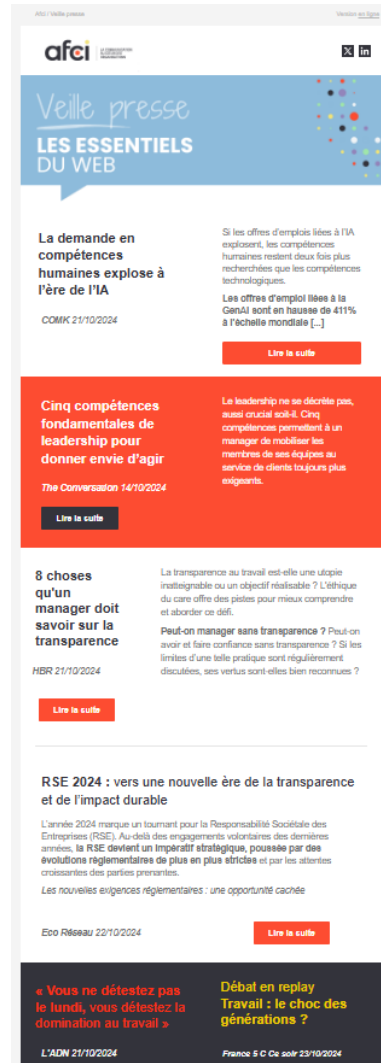 Afci / Veille presse
Version en ligne
afci
Veille presse
LES ESSENTIELS
DU WEB
La demande en
compétences
humaines explose à
l'ère de l'IA
COMK 21/10/2024
Si les offres d'emplois liées à l'IA
explosent, les compétences
humaines restent deux fois plus
recherchées que les compétences
technologiques.
Les offres d'emploi liées à la
GenAI sont en hausse de 411%
à l'échelle mondiale [...]
Lire la suite
Cinq compétences
fondamentales de
leadership pour
donner envie d'agir
The Conversation 14/10/2024
Lire la suite
Le leadership ne se décrète pas,
aussi crucial soit-il. Cinq
compétences permettent à un
manager de mobiliser les
membres de ses équipes au
service de clients toujours plus
exigeants.
8 choses
qu'un
manager doit
savoir sur la
transparence
HBR 21/10/2024
Lire la suite
La transparence au travail est-elle une utopie
inatteignable ou un objectif réalisable ? L'éthique
du care offre des pistes pour mieux comprendre
et aborder ce défi.
Peut-on manager sans transparence ? Peut-on
avoir et faire confiance sans transparence ? Si les
limites d'une telle pratique sont régulièrement
discutées, ses vertus sont-elles bien reconnues ?
RSE 2024 : vers une nouvelle ère de la transparence
et de l'impact durable
L'année 2024 marque un tournant pour la Responsabilité Sociétale des
Entreprises (RSE). Au-delà des engagements volontaires des dernières
années, la RSE devient un impératif stratégique, poussée par des
évolutions règlementaires de plus en plus strictes et par les attentes
croissantes des parties prenantes.
Les nouvelles exigences réglementaires : une opportunité cachée
Eco Réseau 22/10/2024
Lire la suite
« Vous ne détestez pas
le lundi, vous détestez la
domination au travail »
L'ADN 21/10/2024
Débat en replay
Travail : le choc des
générations ?
France 5 C Ce soir 23/10/2024